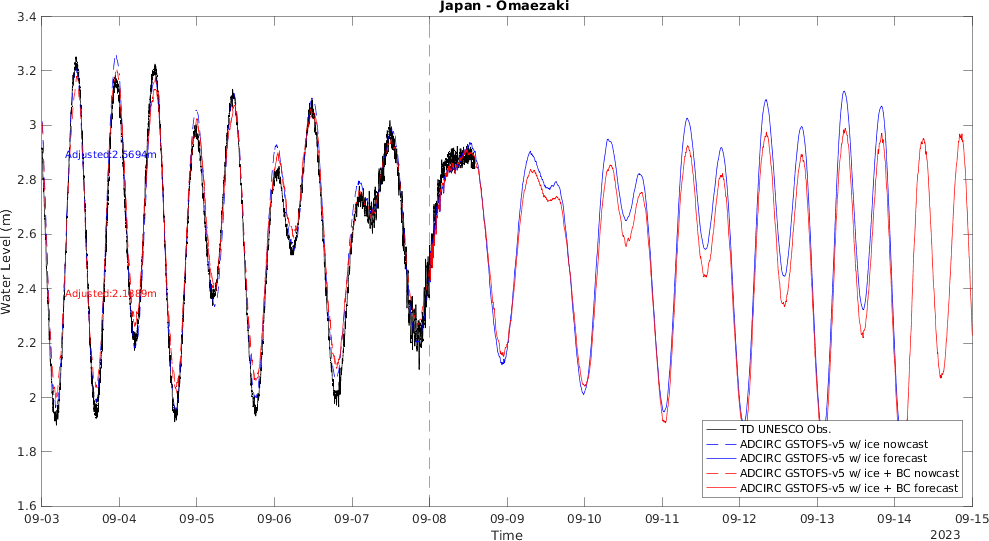 Japan - Omaezaki
3.4
3.2
3
2.8
2.6
2.4
2.2
2
1.8
1.6
Water Level (m)
Adjusted:2.5694m
Adjusted:2.1389m
TD UNESCO Obs.
ADCIRC GSTOFS-v5 w/ ice nowcast
ADCIRC GSTOFS-v5 w/ ice forecast
ADCIRC GSTOFS-v5 w/ ice + BC nowcast
ADCIRC GSTOFS-v5 w/ ice + BC forecast
09-03 09-04 09-05 09-06 09-07 09-08 09-09 09-10 09-11 09-12 09-13 09-14 09-15
Time
2023